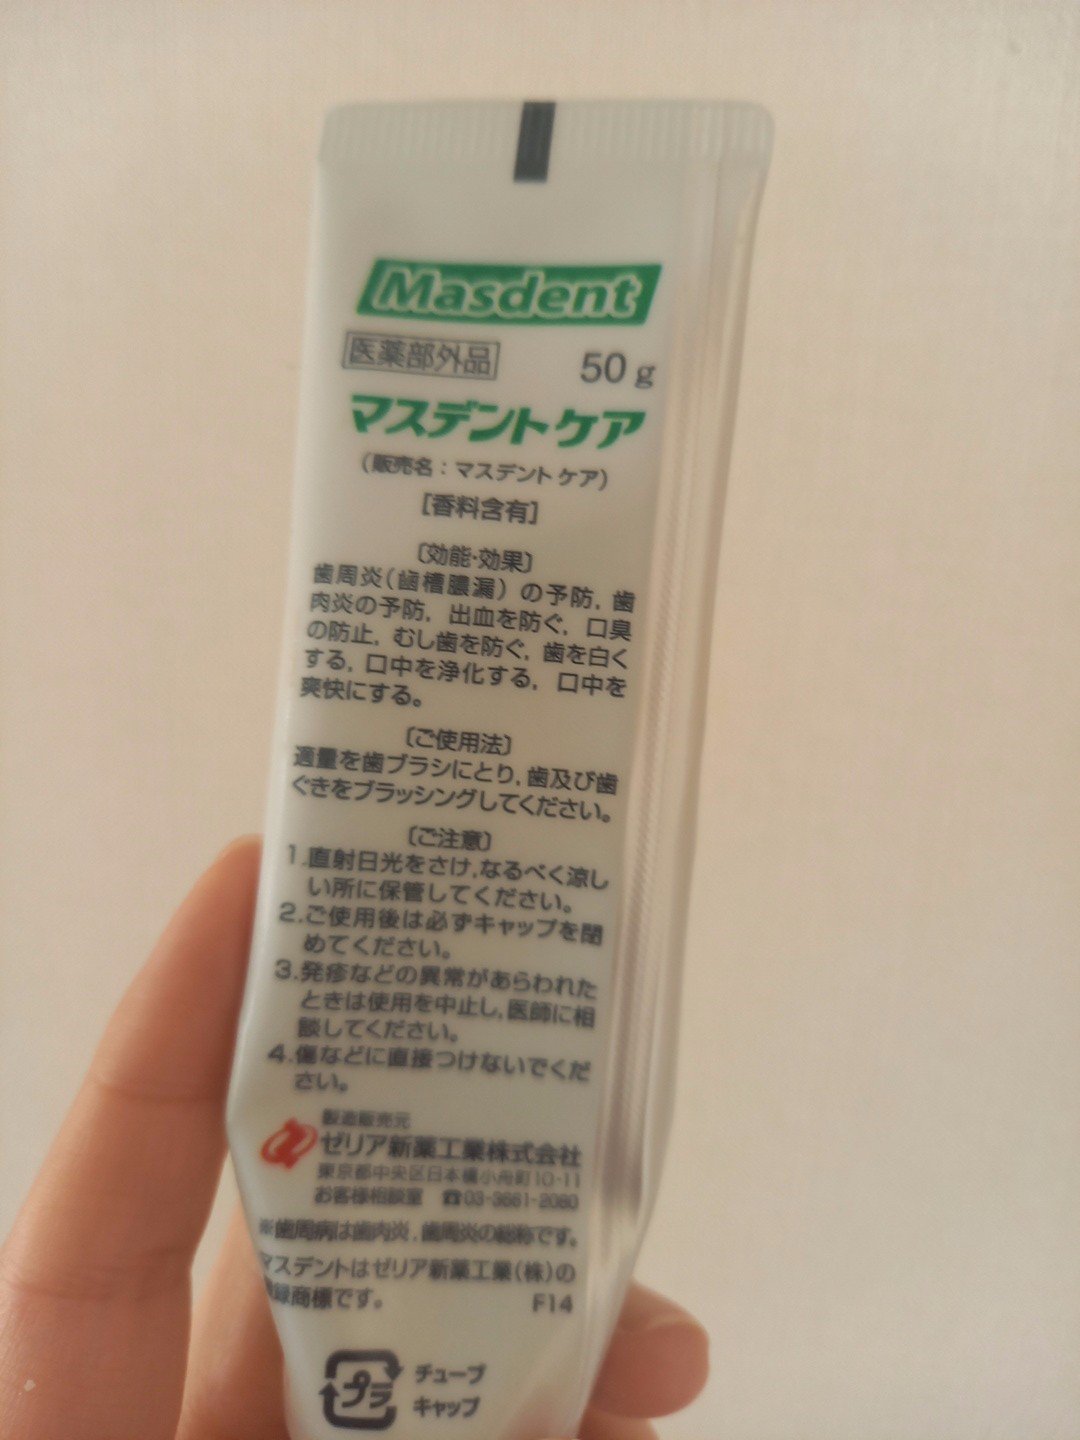 Masdent
医薬部外品 50g
マスデント ケア
(販売名:マスデント ケア)
[香料含有]
〔効能・効果〕
歯周炎(歯槽膿漏)の予防,歯
肉炎の予防,出血を防ぐ,口臭
の防止,むし歯を防ぐ,歯を白く
する,口中を浄化する,口中を
爽快にする。
〔ご使用法〕
適量を歯ブラシにとり,歯及び歯
ぐきをブラッシングしてください。
〔ご注意〕
1.直射日光をさけ,なるべく涼し
い所に保管してください。
2.ご使用後は必ずキャップを閉
めてください。
3.発疹などの異常があらわれた
ときは使用を中止し,医師に相
談してください。
4.傷などに直接つけないでくだ
さい。
製造販売元
ゼリア新薬工業株式会社
東京都中央区日本橋小舟町10-11
お客様相談室 ☎03-3661-2080
※歯周病は歯肉炎,歯周炎の総称です。
マスデントはゼリア新薬工業(株)の
登録商標です。 F14
プラ
チューブ
キャップ